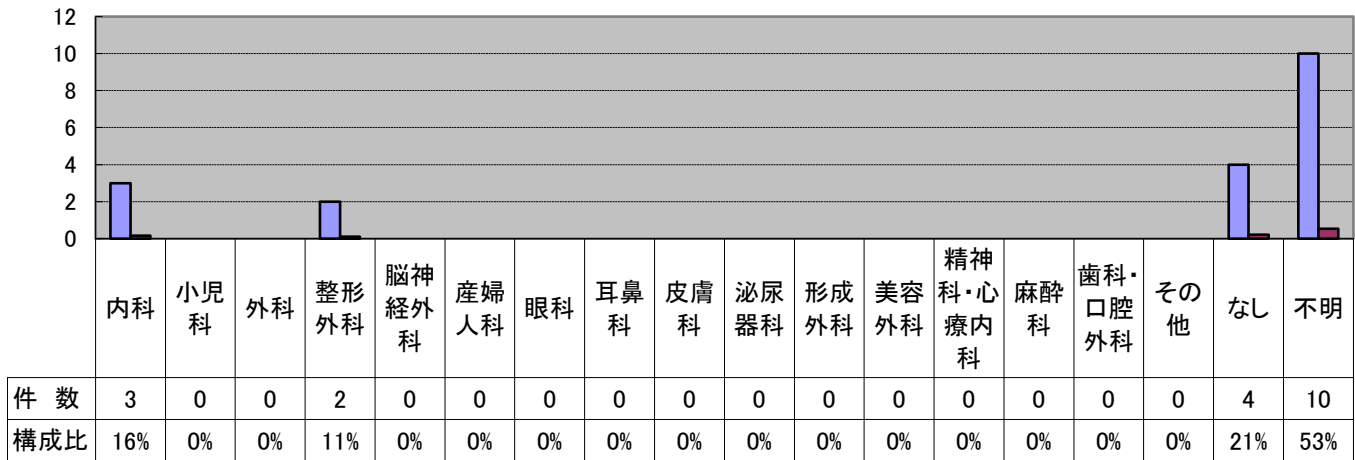 12
10
8
6
4
2
0
内科
小児
科
外科
整形
外科
脳神
経外
科
産婦
人科
眼科
耳鼻
科
皮膚
科
泌尿
器科
形成
外科
美容
外科
精神
科・心
療内
科
麻酔
科
歯科・
口腔
外科
その
他
なし
不明
件 数 3 0 0 2 0 0 0 0 0 0 0 0 0 0 0 0 4 10
構成比 16% 0% 0% 11% 0% 0% 0% 0% 0% 0% 0% 0% 0% 0% 0% 0% 21% 53%